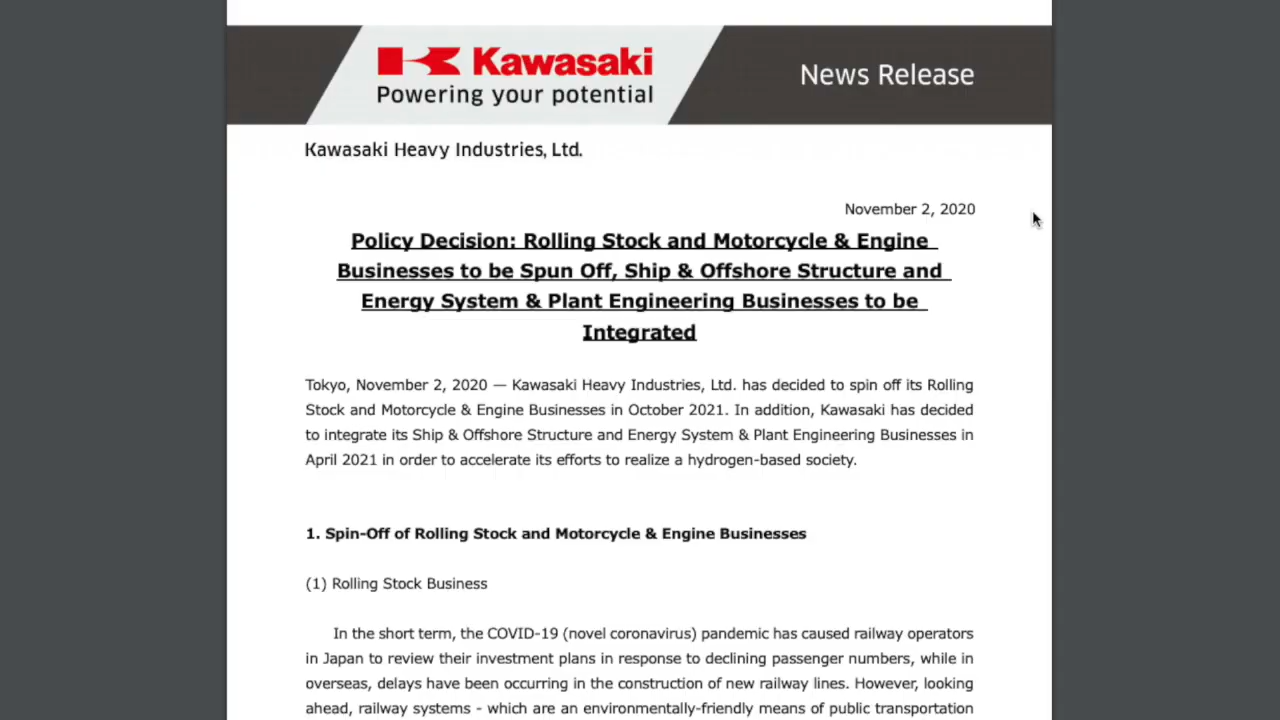 Kawasaki
Powering your potential
News Release
Kawasaki Heavy Industries, Ltd.
November 2, 2020
Policy Decision: Rolling Stock and Motorcycle & Engine
Businesses to be Spun Off, Ship & Offshore Structure and
Energy System & Plant Engineering Businesses to be
Integrated
Tokyo, November 2, 2020 — Kawasaki Heavy Industries, Ltd. has decided to spin off its Rolling
Stock and Motorcycle & Engine Businesses in October 2021. In addition, Kawasaki has decided
to integrate its Ship & Offshore Structure and Energy System & Plant Engineering Businesses in
April 2021 in order to accelerate its efforts to realize a hydrogen-based society.
1. Spin-Off of Rolling Stock and Motorcycle & Engine Businesses
(1) Rolling Stock Business
In the short term, the COVID-19 (novel coronavirus) pandemic has caused railway operators
in Japan to review their investment plans in response to declining passenger numbers, while in
overseas, delays have been occurring in the construction of new railway lines. However, looking
ahead, railway systems - which are an environmentally-friendly means of public transportation